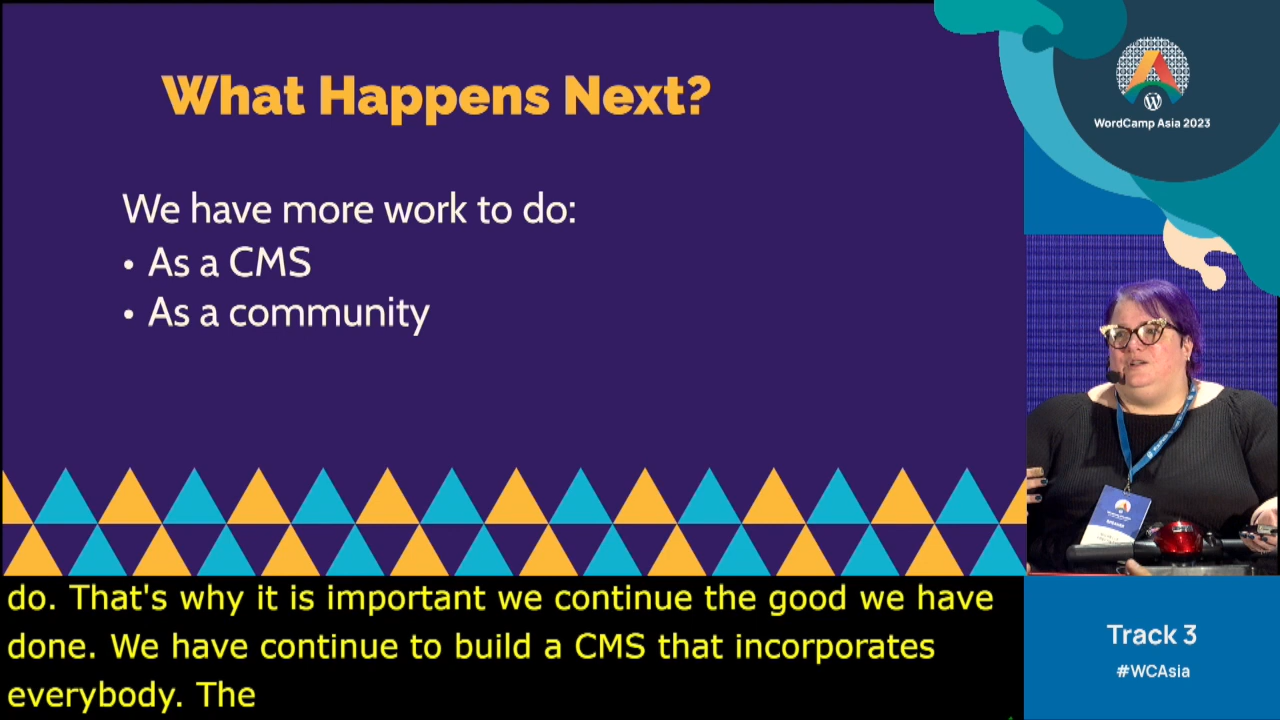 What Happens Next?
We have more work to do:
• As a CMS
• As a community
do. That's why it is important we continue the good we have
done. We have continue to build a CMS that incorporates
everybody. The
WordCamp Asia 2023
Track 3
#WCAsia